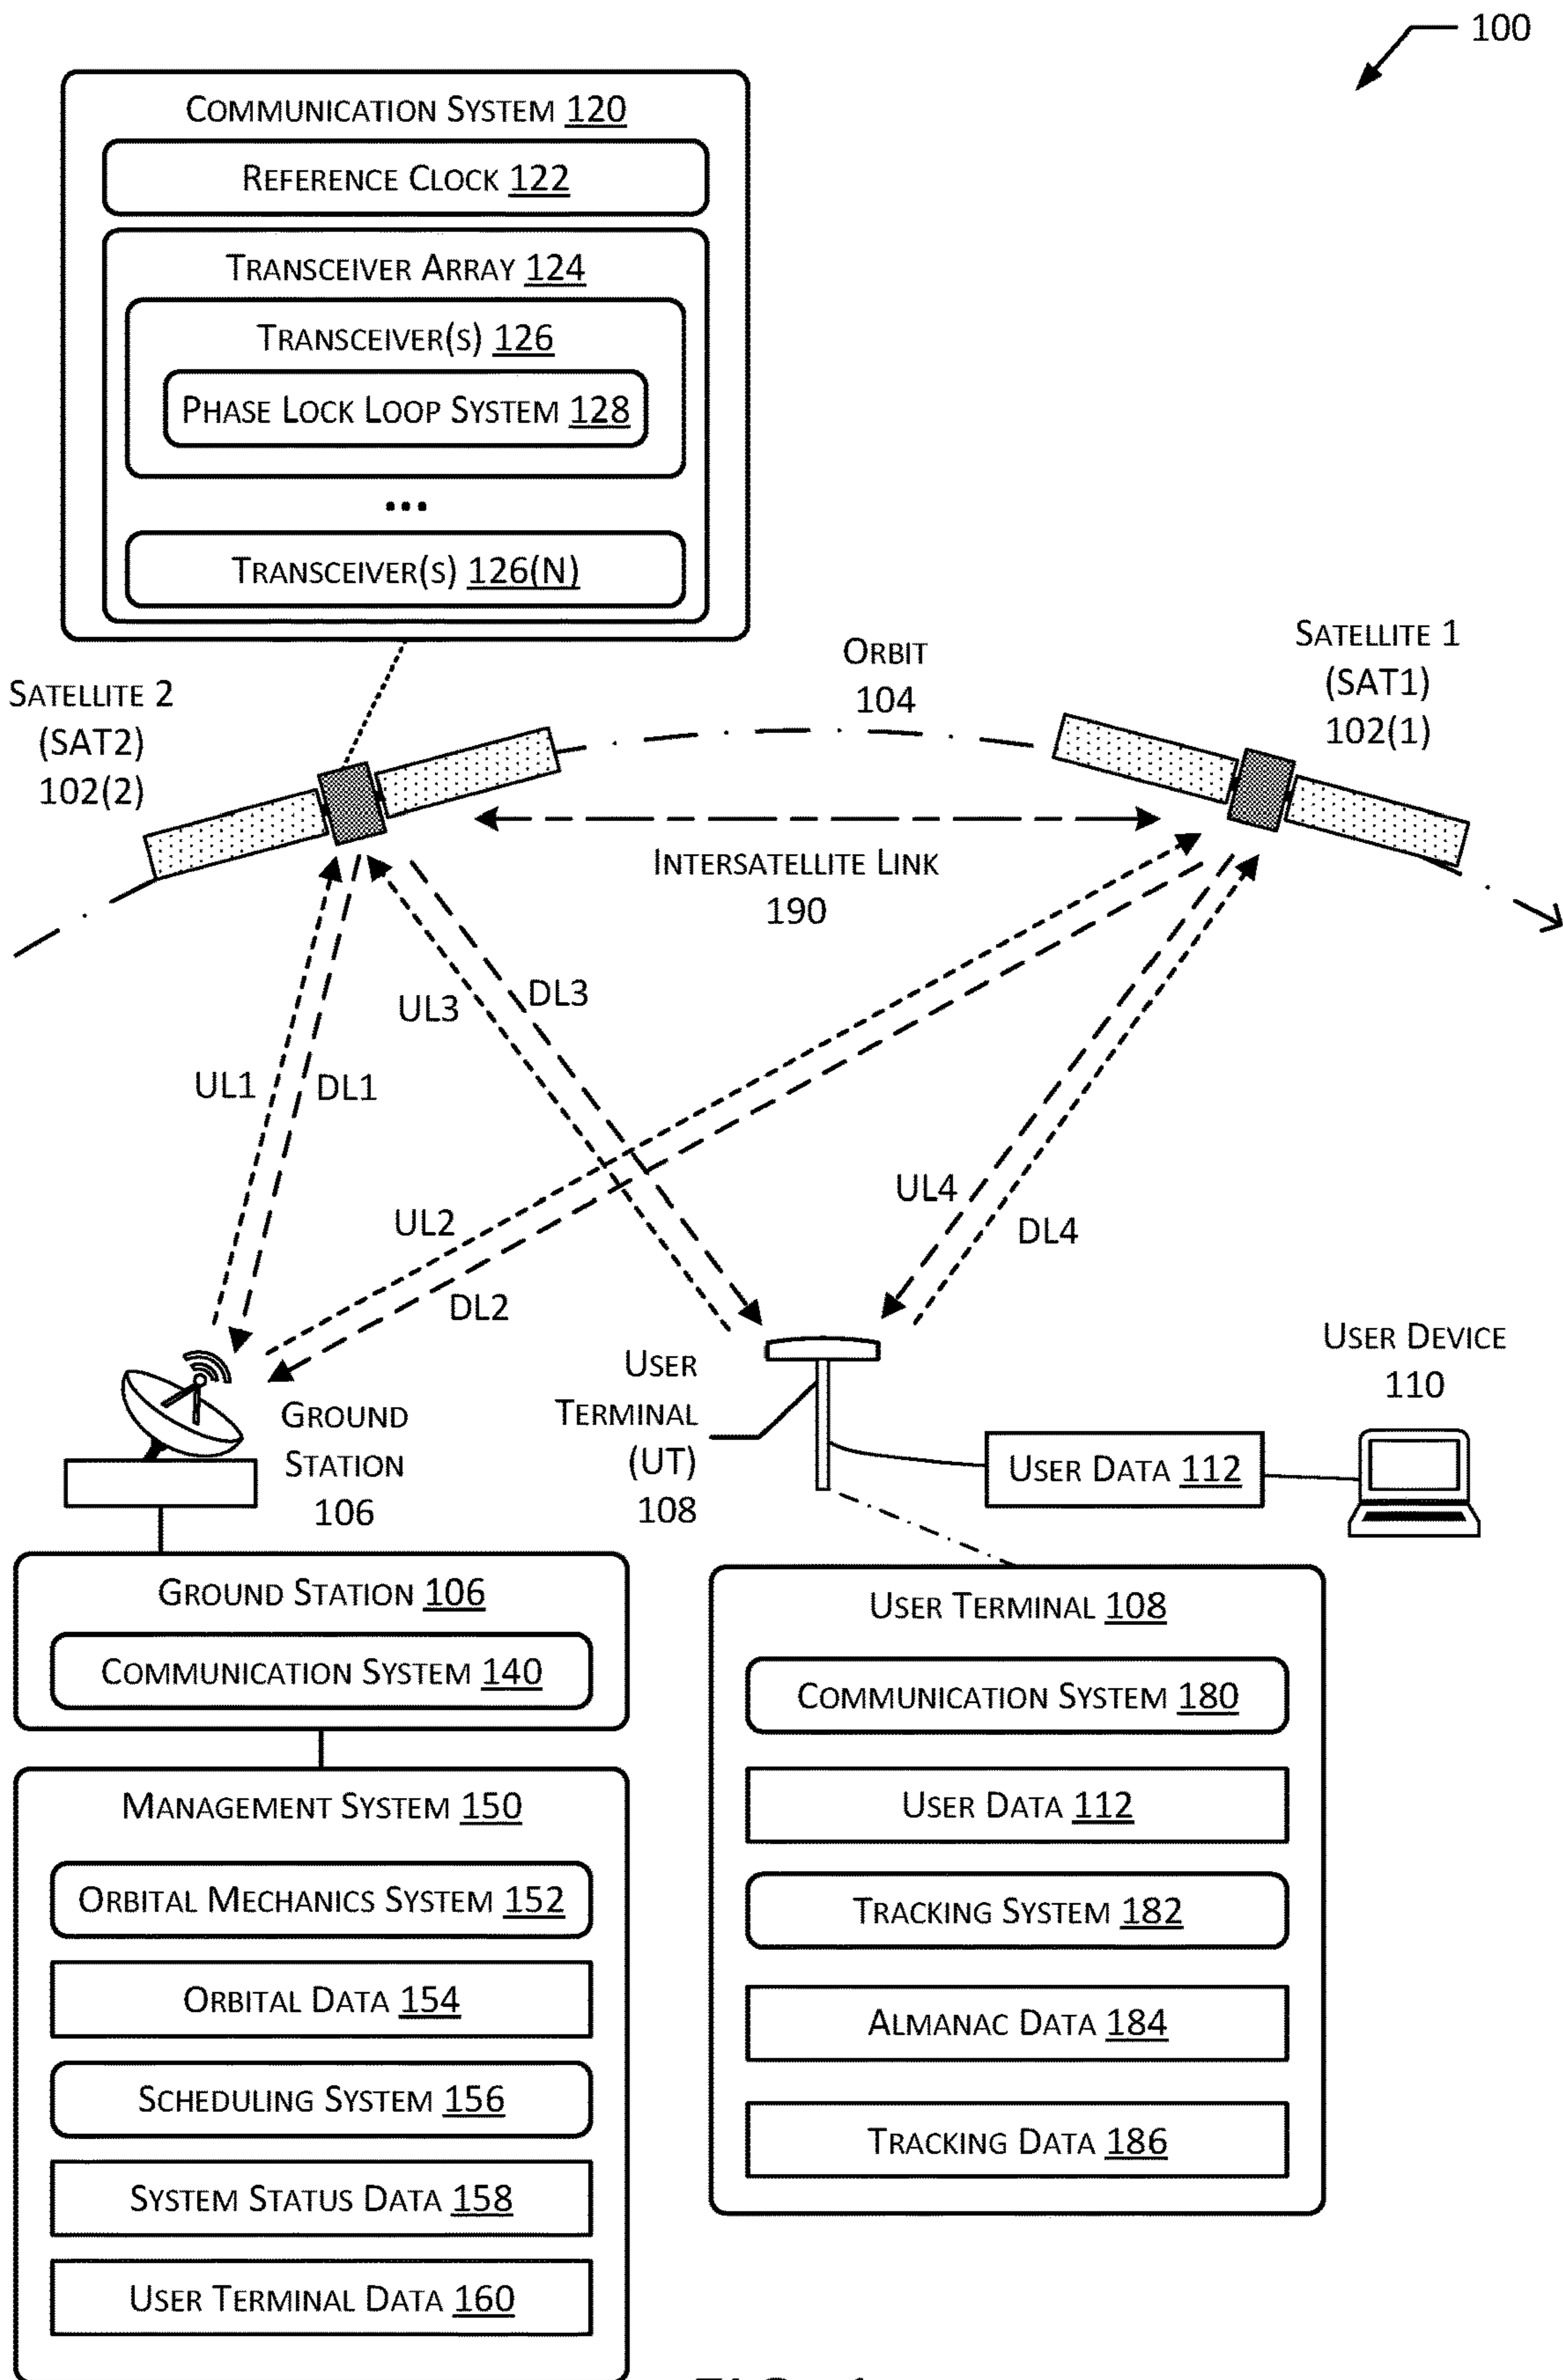 100
COMMUNICATION SYSTEM 120
REFERENCE CLOCK 122
TRANSCEIVER ARRAY 124
TRANSCEIVER(S) 126
PHASE LOCK LOOP SYSTEM 128
...
TRANSCEIVER(S) 126(N)
SATELLITE 2
(SAT2)
102(2)
ORBIT
104
SATELLITE 1
(SAT1)
102(1)
INTERSATELLITE LINK
190
UL3
DL3
UL1
DL1
UL2
DL2
UL4
DL4
GROUND
STATION
106
USER
TERMINAL
(UT)
108
USER DATA 112
USER DEVICE
110
GROUND STATION 106
COMMUNICATION SYSTEM 140
MANAGEMENT SYSTEM 150
ORBITAL MECHANICS SYSTEM 152
ORBITAL DATA 154
SCHEDULING SYSTEM 156
SYSTEM STATUS DATA 158
USER TERMINAL DATA 160
USER TERMINAL 108
COMMUNICATION SYSTEM 180
USER DATA 112
TRACKING SYSTEM 182
ALMANAC DATA 184
TRACKING DATA 186